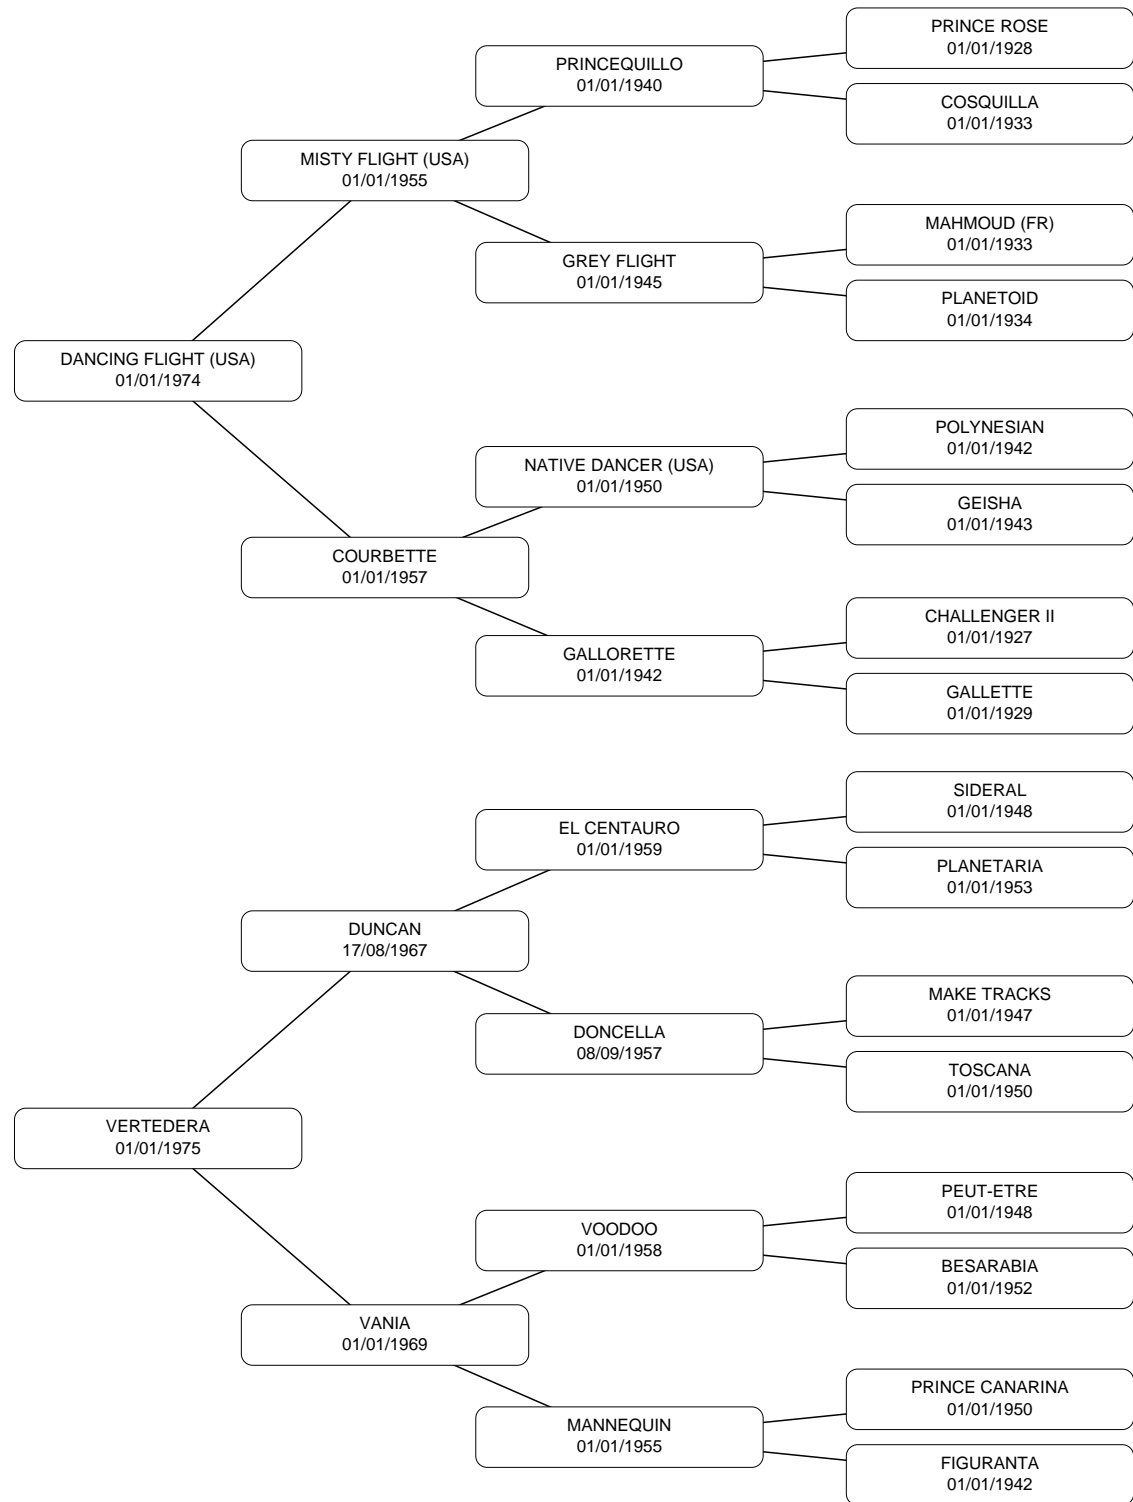 PRINCE ROSE
01/01/1928
PRINCEQUILLO
01/01/1940
COSQUILLA
01/01/1933
MISTY FLIGHT (USA)
01/01/1955
MAHMOUD (FR)
01/01/1933
GREY FLIGHT
01/01/1945
PLANETOID
01/01/1934
DANCING FLIGHT (USA)
01/01/1974
POLYNESIAN
01/01/1942
NATIVE DANCER (USA)
01/01/1950
GEISHA
01/01/1943
COURBETTE
01/01/1957
CHALLENGER II
01/01/1927
GALLORETTE
01/01/1942
GALLETTE
01/01/1929
SIDERAL
01/01/1948
EL CENTAURO
01/01/1959
PLANETARIA
01/01/1953
DUNCAN
17/08/1967
MAKE TRACKS
01/01/1947
DONCELLA
08/09/1957
TOSCANA
01/01/1950
VERTEDERA
01/01/1975
PEUT-ETRE
01/01/1948
VOODOO
01/01/1958
BESARABIA
01/01/1952
VANIA
01/01/1969
PRINCE CANARINA
01/01/1950
MANNEQUIN
01/01/1955
FIGURANTA
01/01/1942